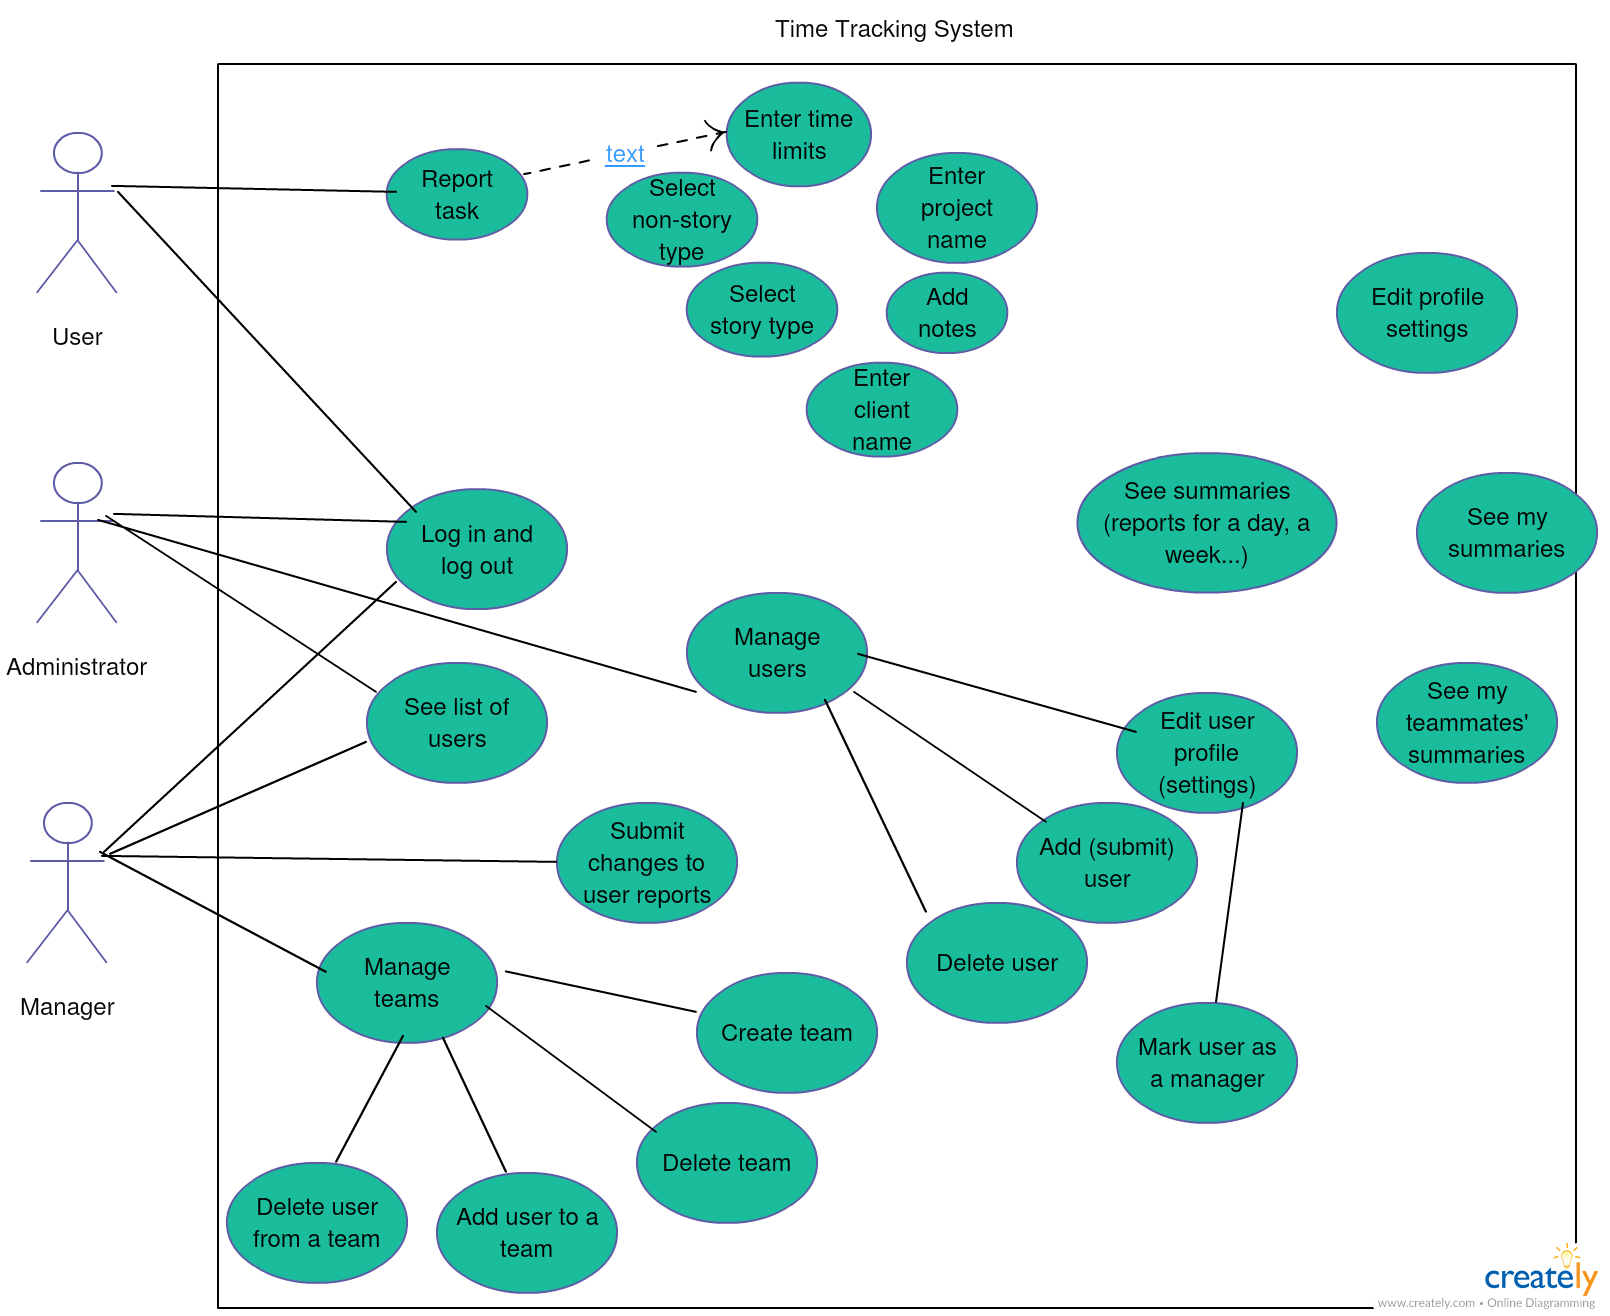 Time Tracking System
Enter time
limits
text
Report
task
Select
non-story
type
Enter
project
name
User
Select
story type
Add
notes
Edit profile
settings
Enter
client
name
Administrator
Log in and
log out
See summaries
(reports for a day, a
week...)
See my
summaries
Manage
users
See list of
users
Edit user
profile
(settings)
See my
teammates'
summaries
Manager
Submit
changes to
user reports
Add (submit)
user
Delete user
Manage
teams
Create team
Mark user as
a manager
Delete team
Delete user
from a team
Add user to a
team
creately
www.creately.com • Online Diagramming